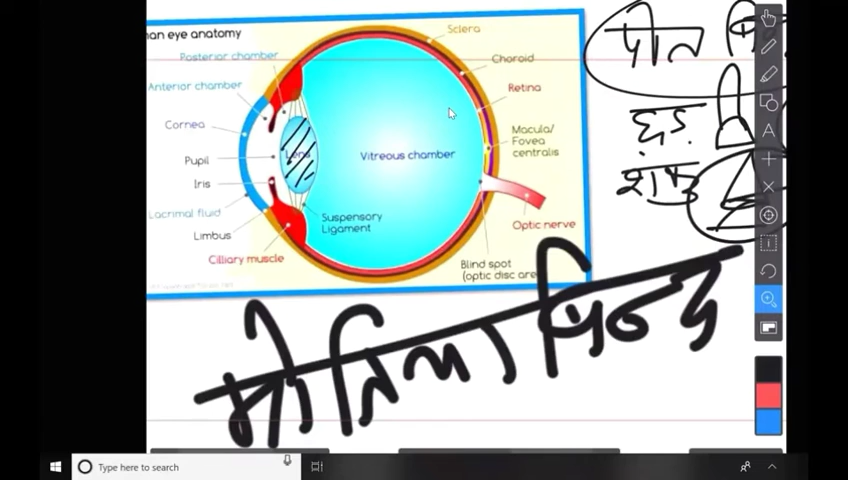 an eye anatomy
Posterior chamber
Anterior chamber
Cornea
Pupil
Iris
Lacrimal fluid
Limbus
Cilliary muscle
Lens
Vitreous chamber
Suspensory
Ligament
Sclera
Choroid
Retina
Macula/
Fovea
centralis
Optic nerve
Blind spot
(optic disc are
पीत
मोतियाबिन्द
Type here to search